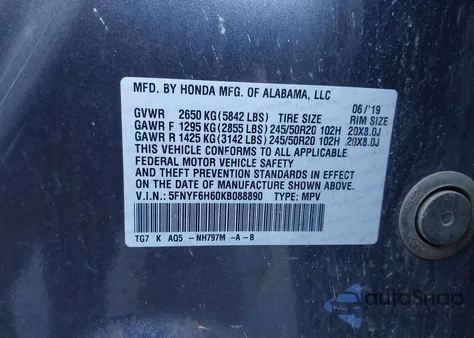 MFD. BY HONDA MFG. OF ALABAMA, LLC
06/'19
GVWR 2650 KG (5842 LBS) TIRE SIZE RIM SIZE
GAWR F 1295 KG (2855 LBS) 245/50R20 102H 20X8.0J
GAWR R 1425 KG (3142 LBS) 245/50R20 102H 20X8.0J
THIS VEHICLE CONFORMS TO ALL APPLICABLE
FEDERAL MOTOR VEHICLE SAFETY
AND THEFT PREVENTION STANDARDS IN EFFECT
ON THE DATE OF MANUFACTURE SHOWN ABOVE.
V.I.N.: 5FNYF6H60KB088890 TYPE: MPV
TG7 K AQ5 -NH797M -A-B
autoSnap